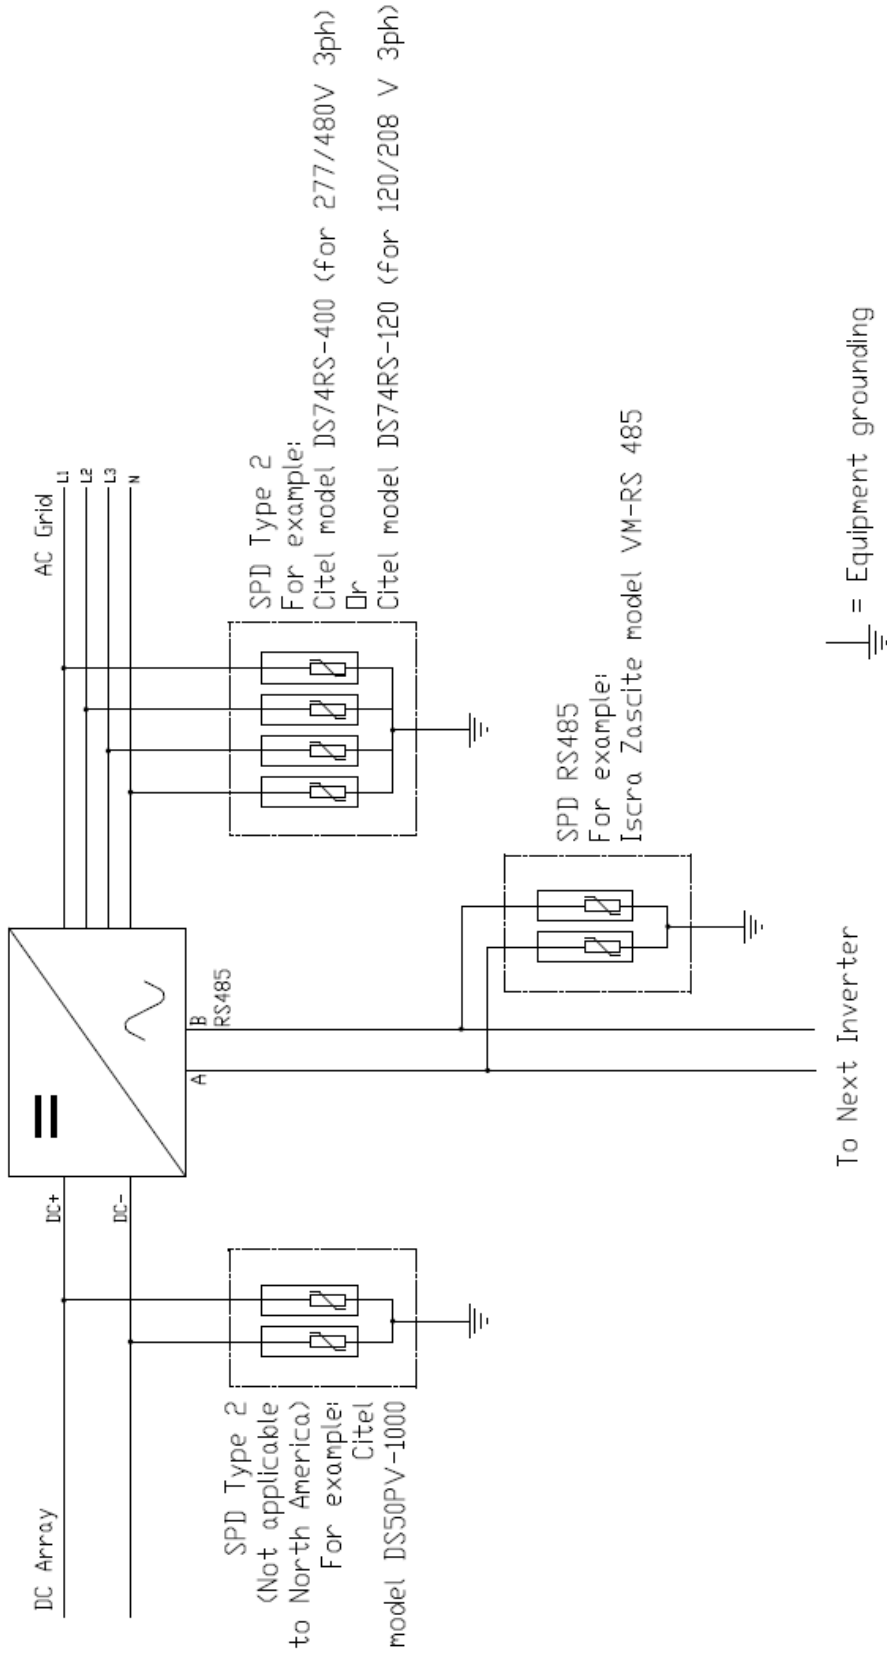 DC Array
DC+
DC-
AC Grid
L1
L2
L3
N
A
B
RS485
SPD Type 2
(Not applicable
to North America)
For example:
Citel
model DS50PV-1000
SPD Type 2
For example:
Citel model DS74RS-400 (for 277/480V 3ph)
Or
Citel model DS74RS-120 (for 120/208 V 3ph)
SPD RS485
For example:
Iscra Zascite model VM-RS 485
To Next Inverter
= Equipment grounding